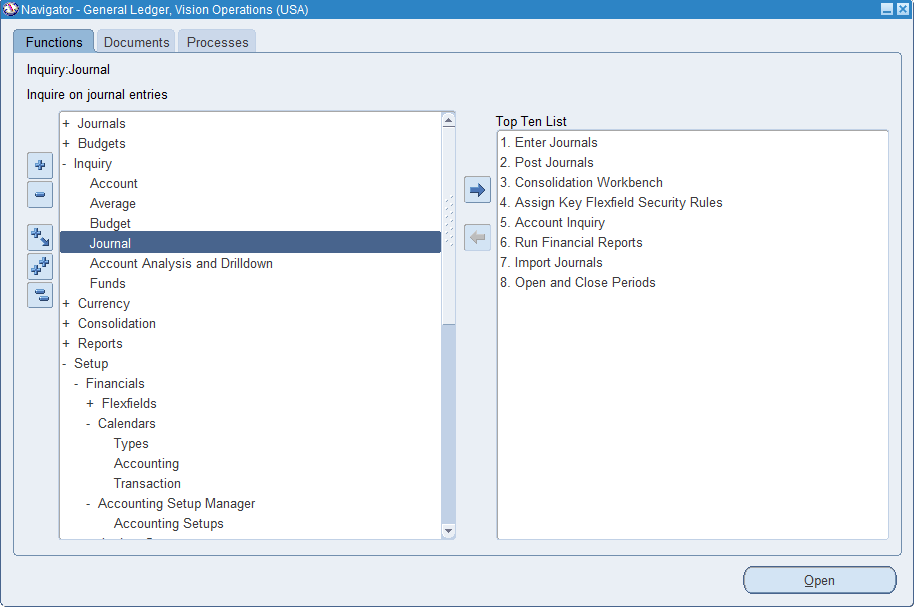 Navigator - General Ledger, Vision Operations (USA)
Functions
Documents
Processes
Inquiry:Journal
Inquire on journal entries
+ Journals
+ Budgets
- Inquiry
Account
Average
Budget
Journal
Account Analysis and Drilldown
Funds
+ Currency
+ Consolidation
+ Reports
- Setup
- Financials
+ Flexfields
- Calendars
Types
Accounting
Transaction
- Accounting Setup Manager
Accounting Setups
Top Ten List
1. Enter Journals
2. Post Journals
3. Consolidation Workbench
4. Assign Key Flexfield Security Rules
5. Account Inquiry
6. Run Financial Reports
7. Import Journals
8. Open and Close Periods
Open